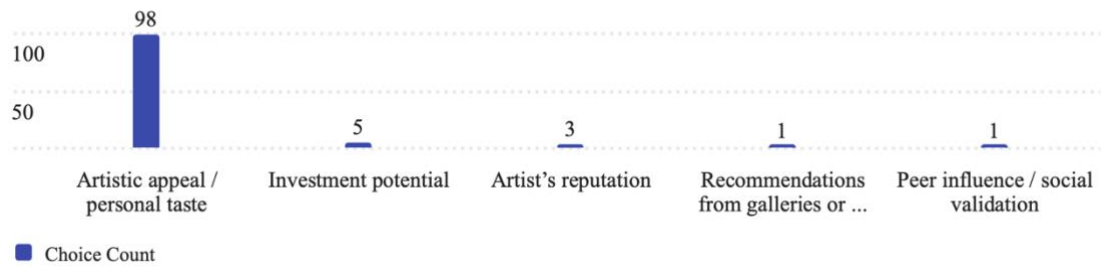 98
100
50
5
3
1
1
Artistic appeal /
personal taste
Investment potential
Artist’s reputation
Recommendations
from galleries or ...
Peer influence / social
validation
Choice Count